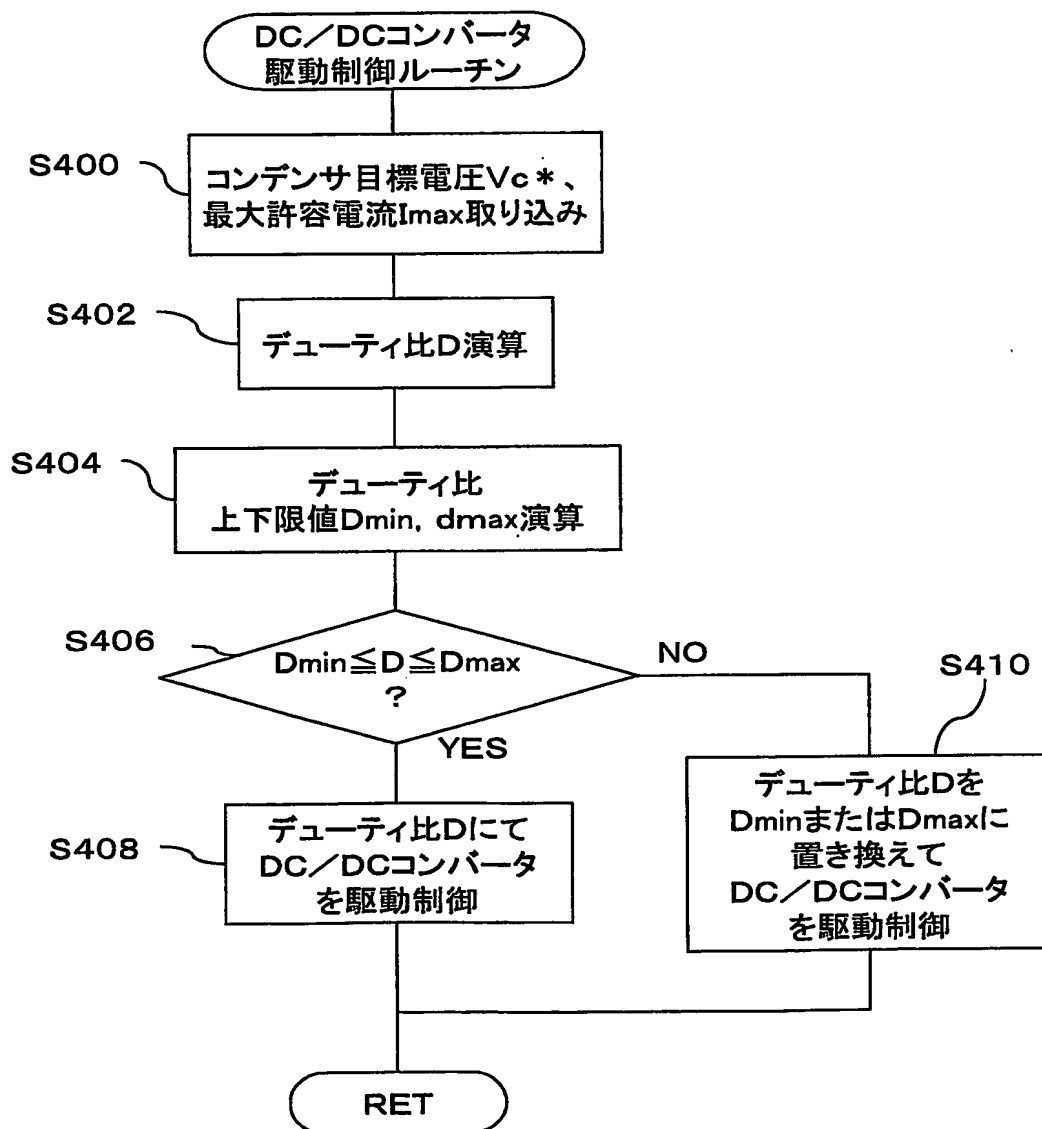 DC／DCコンバータ
駆動制御ルーチン
S400
コンデンサ目標電圧Vc＊、
最大許容電流Imax取り込み
S402
デューティ比D演算
S404
デューティ比
上下限値Dmin, dmax演算
S406
Dmin≦D≦Dmax
?
NO
YES
S410
デューティ比Dを
DminまたはDmaxに
置き換えて
DC／DCコンバータ
を駆動制御
S408
デューティ比Dにて
DC／DCコンバータ
を駆動制御
RET